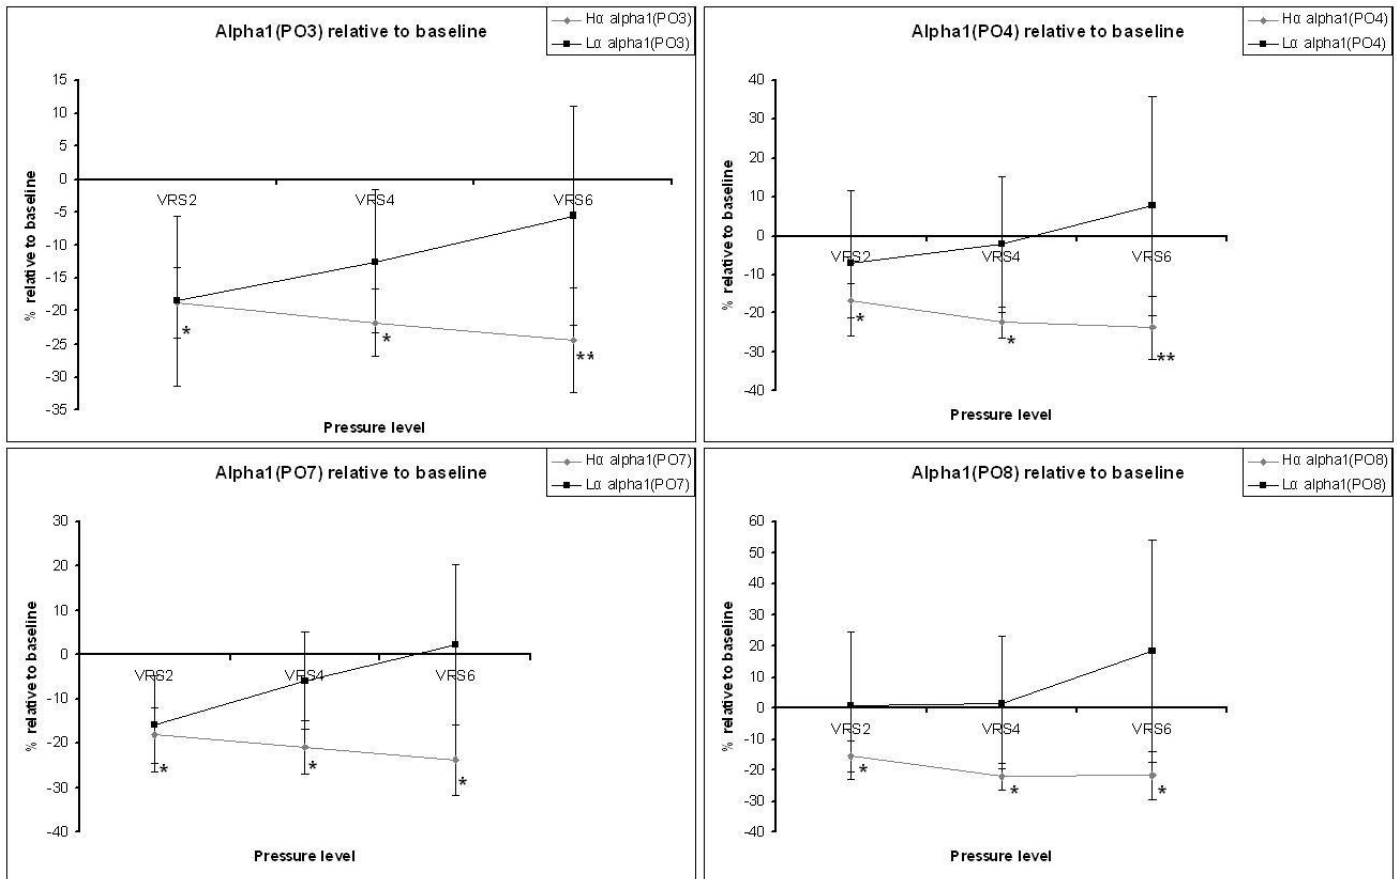 Alpha1(PO3) relative to baseline
Hα alpha1(PO3)
Lα alpha1(PO3)
% relative to baseline
15
10
5
0
-5
-10
-15
-20
-25
-30
-35
VRS2
VRS4
VRS6
*
*
**
Pressure level
Alpha1(PO4) relative to baseline
Hα alpha1(PO4)
Lα alpha1(PO4)
% relative to baseline
40
30
20
10
0
-10
-20
-30
-40
VRS2
VRS4
VRS6
*
*
**
Pressure level
Alpha1(PO7) relative to baseline
Hα alpha1(PO7)
Lα alpha1(PO7)
% relative to baseline
30
20
10
0
-10
-20
-30
-40
VRS2
VRS4
VRS6
*
*
*
Pressure level
Alpha1(PO8) relative to baseline
Hα alpha1(PO8)
Lα alpha1(PO8)
% relative to baseline
60
50
40
30
20
10
0
-10
-20
-30
-40
VRS2
VRS4
VRS6
*
*
*
Pressure level